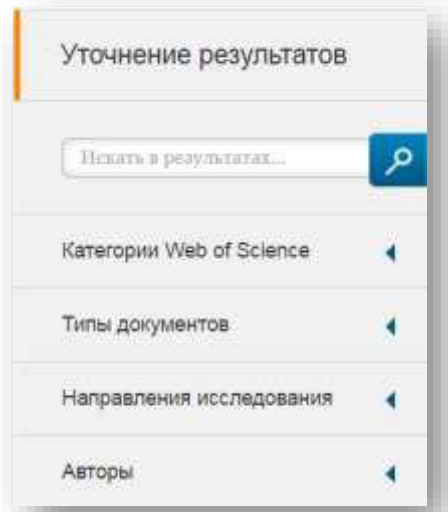 Уточнение результатов
Искать в результатах...
Категории Web of Science
Типы документов
Направления исследования
Авторы